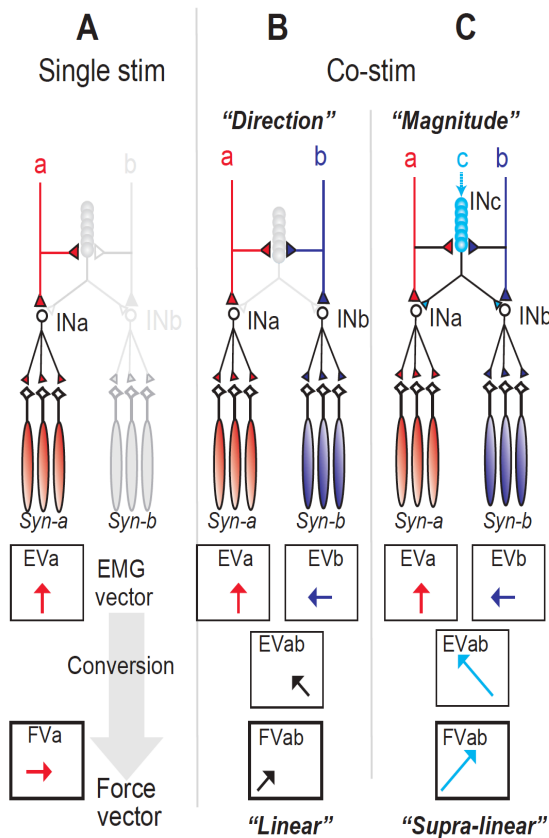 A
B
C
Single stim
Co-stim
“Direction”
“Magnitude”
a
b
a
b
a
c
b
INc
INa
INb
INa
INb
INa
INb
Syn-a
Syn-b
Syn-a
Syn-b
Syn-a
Syn-b
EVa
EMG
vector
EVa
EVb
EVa
EVb
Conversion
EVab
EVab
FVa
Force
vector
FVab
FVab
“Linear”
“Supra-linear”